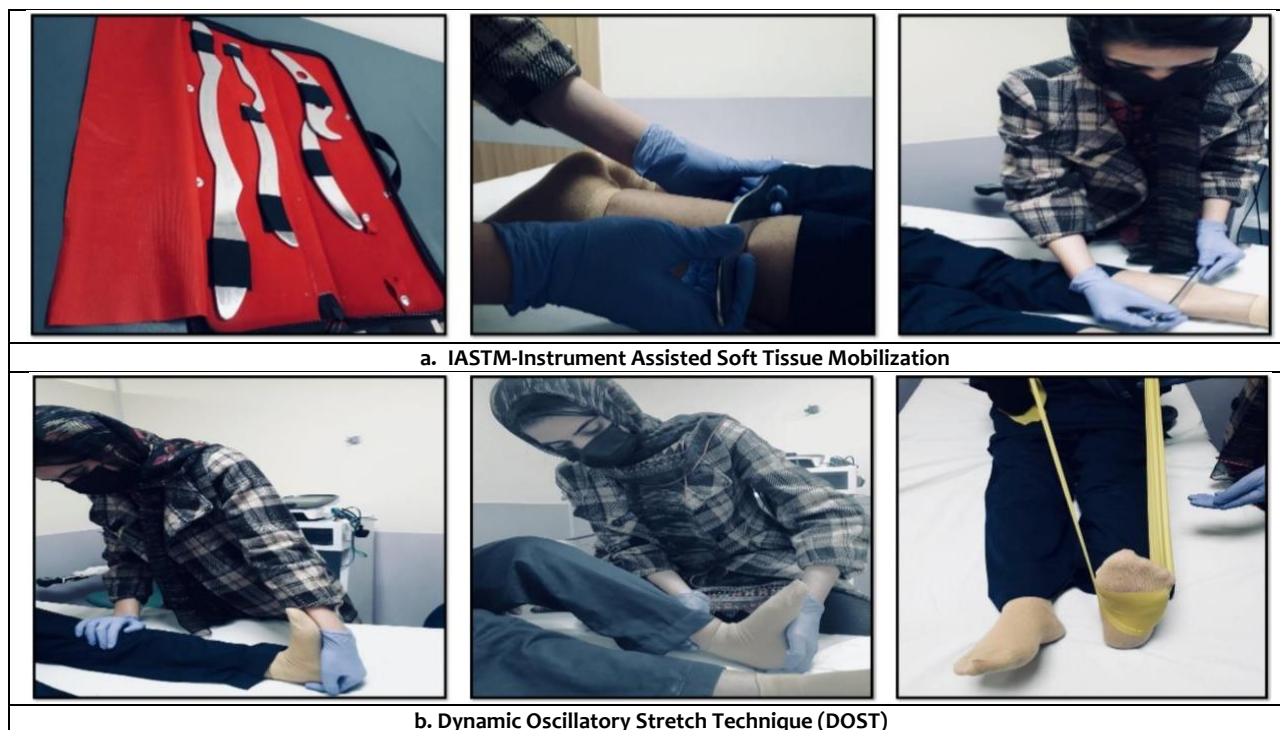 a. IASTM-Instrument Assisted Soft Tissue Mobilization
b. Dynamic Oscillatory Stretch Technique (DOST)